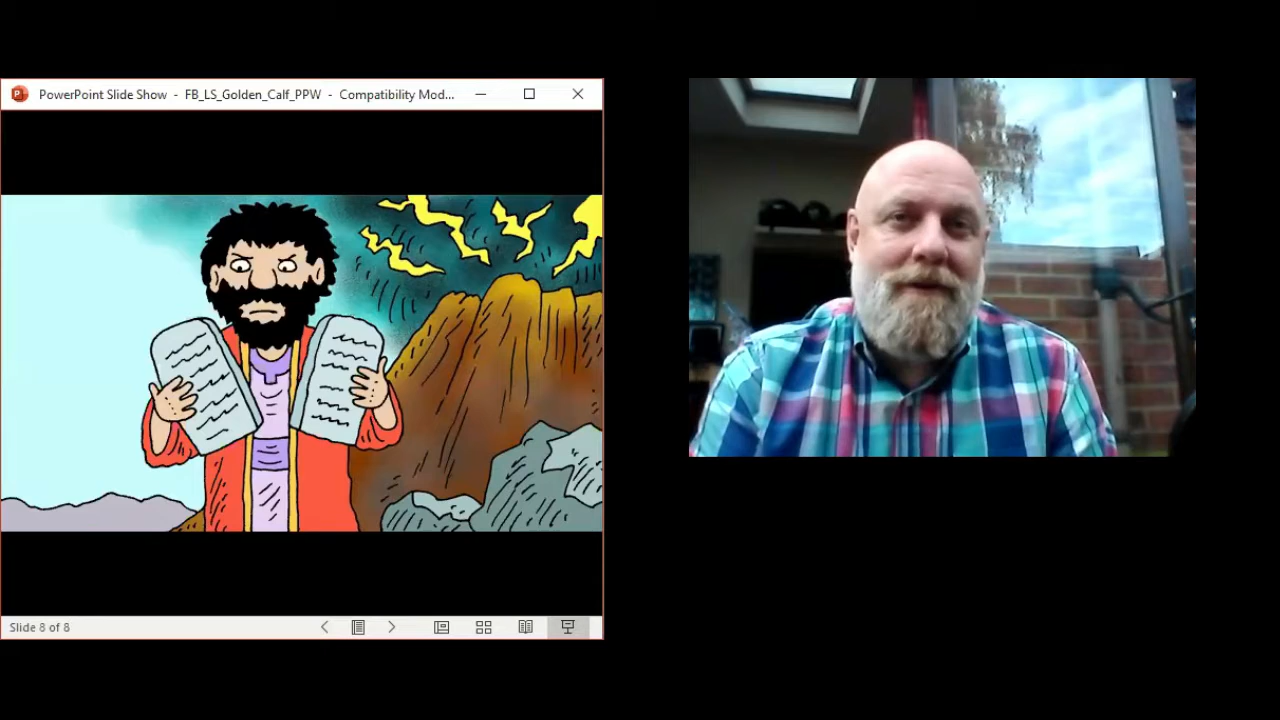 PowerPoint Slide Show - FB_LS_Golden_Calf_PPW - Compatibility Mod...
Slide 8 of 8